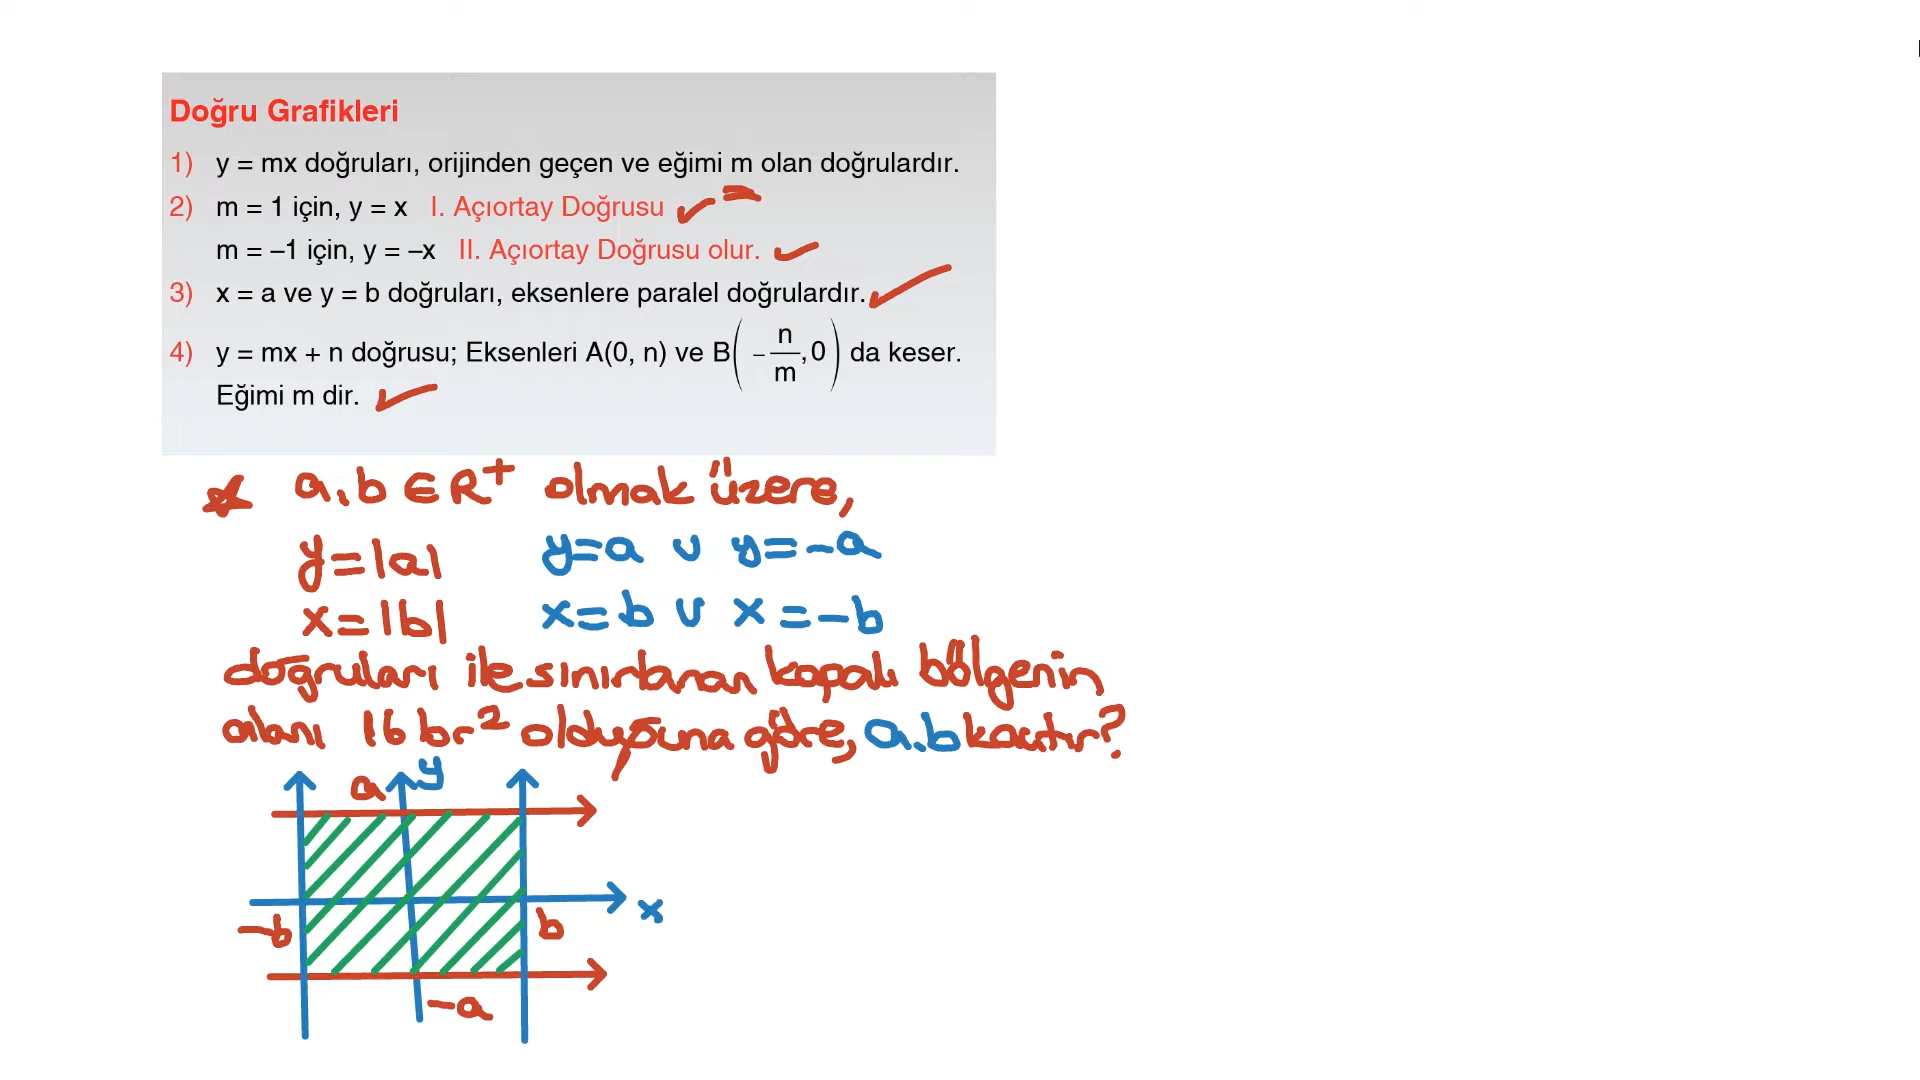 Doğru Grafikleri
1) y = mx doğruları, orijinden geçen ve eğimi m olan doğrulardır.
2) m = 1 için, y = x I. Açıortay Doğrusu
m = –1 için, y = –x II. Açıortay Doğrusu olur.
3) x = a ve y = b doğruları, eksenlere paralel doğrulardır.
4) y = mx + n doğrusu; Eksenleri A(0, n) ve B(-n/m, 0) da keser.
Eğimi m dir.
a,b ∈ R⁺ olmak üzere,
y=|a| y=a ∪ y=-a
x=|b| x=b ∪ x=-b
doğruları ile sınırlanan kapalı bölgenin
alanı 16 br² olduğuna göre, a.b kaçtır?
a y
x
-b b
-a